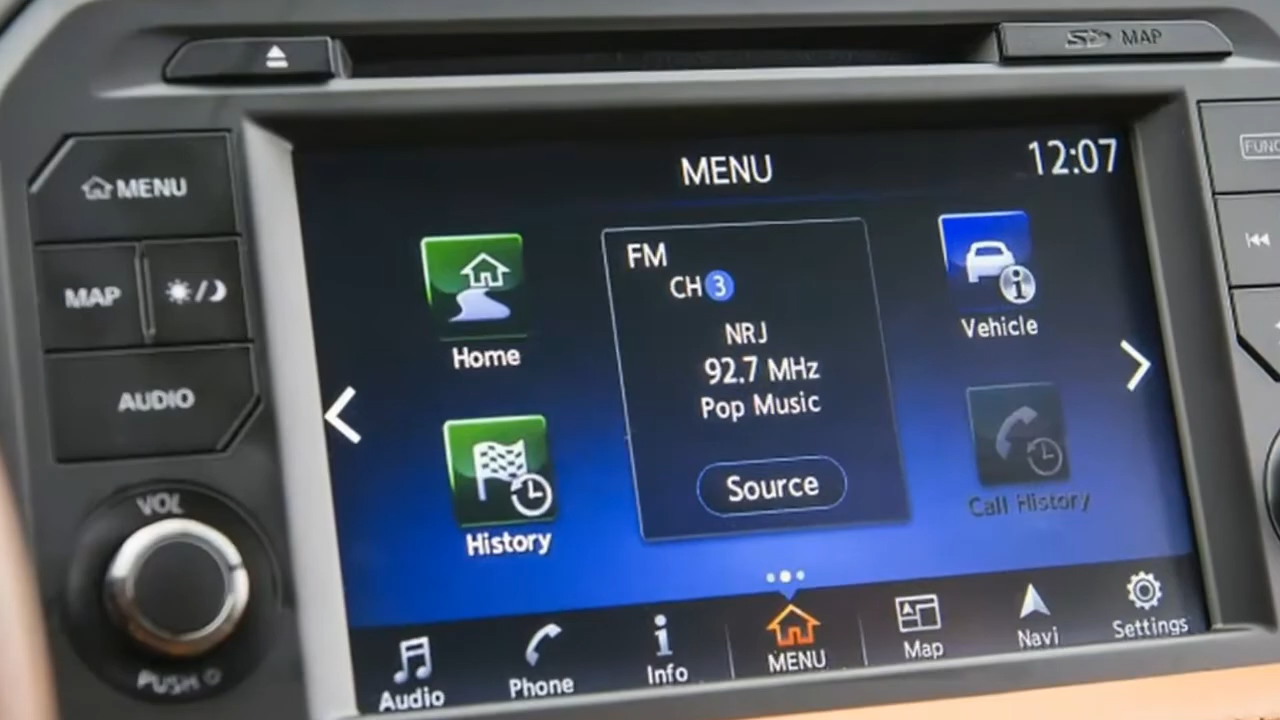 SD MAP
MENU
MAP
AUDIO
VOL
PUSH
FUNC
MENU
12:07
Home
History
FM
CH 3
NRJ
92.7 MHz
Pop Music
Source
Vehicle
Call History
Audio
Phone
Info
MENU
Map
Navi
Settings